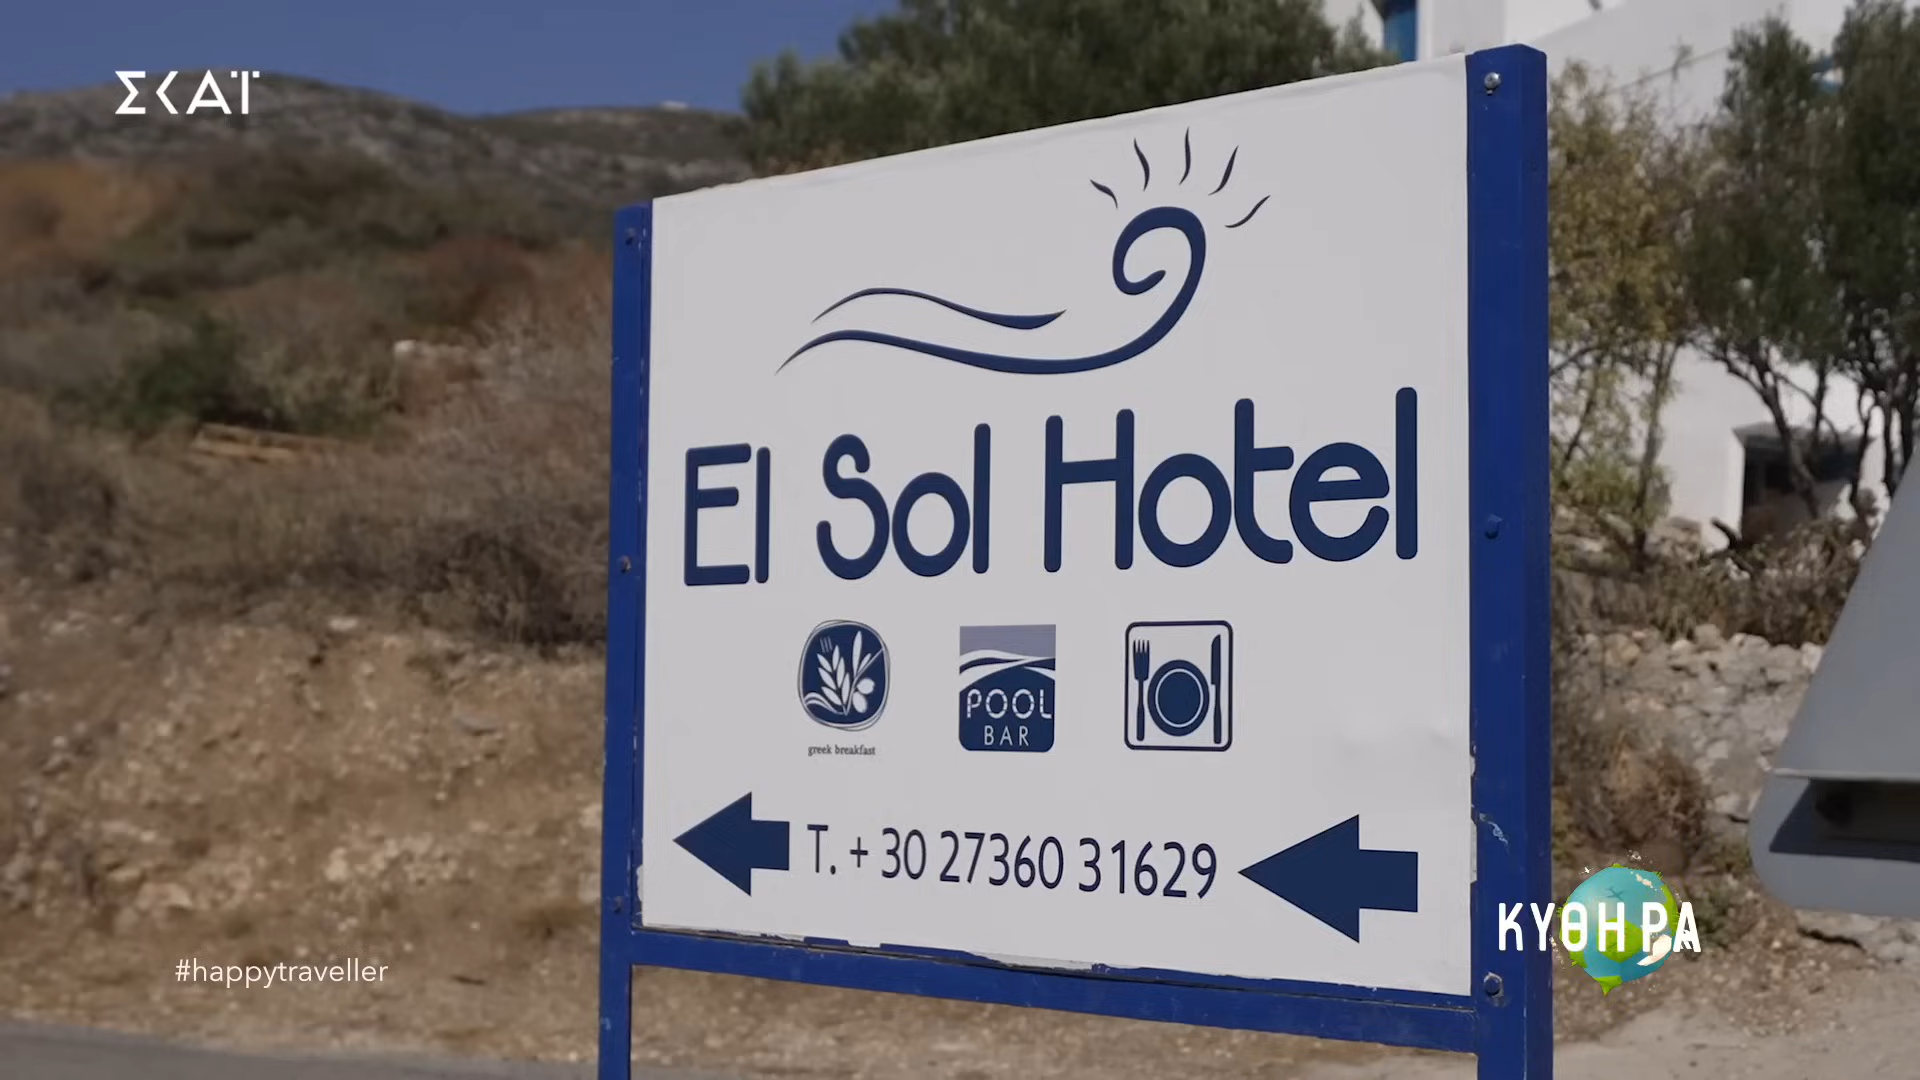 ΣΚΑΪ
El Sol Hotel
greek breakfast
POOL
BAR
T. + 30 27360 31629
ΚΥΘΗΡΑ
#happytraveller